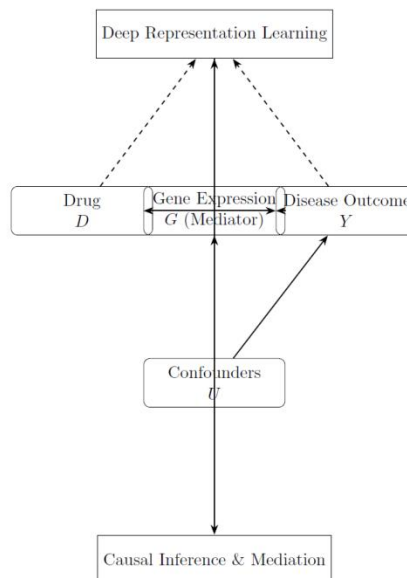 Deep Representation Learning
Drug
D
Gene Expression
G (Mediator)
Disease Outcome
Y
Confounders
U
Causal Inference & Mediation